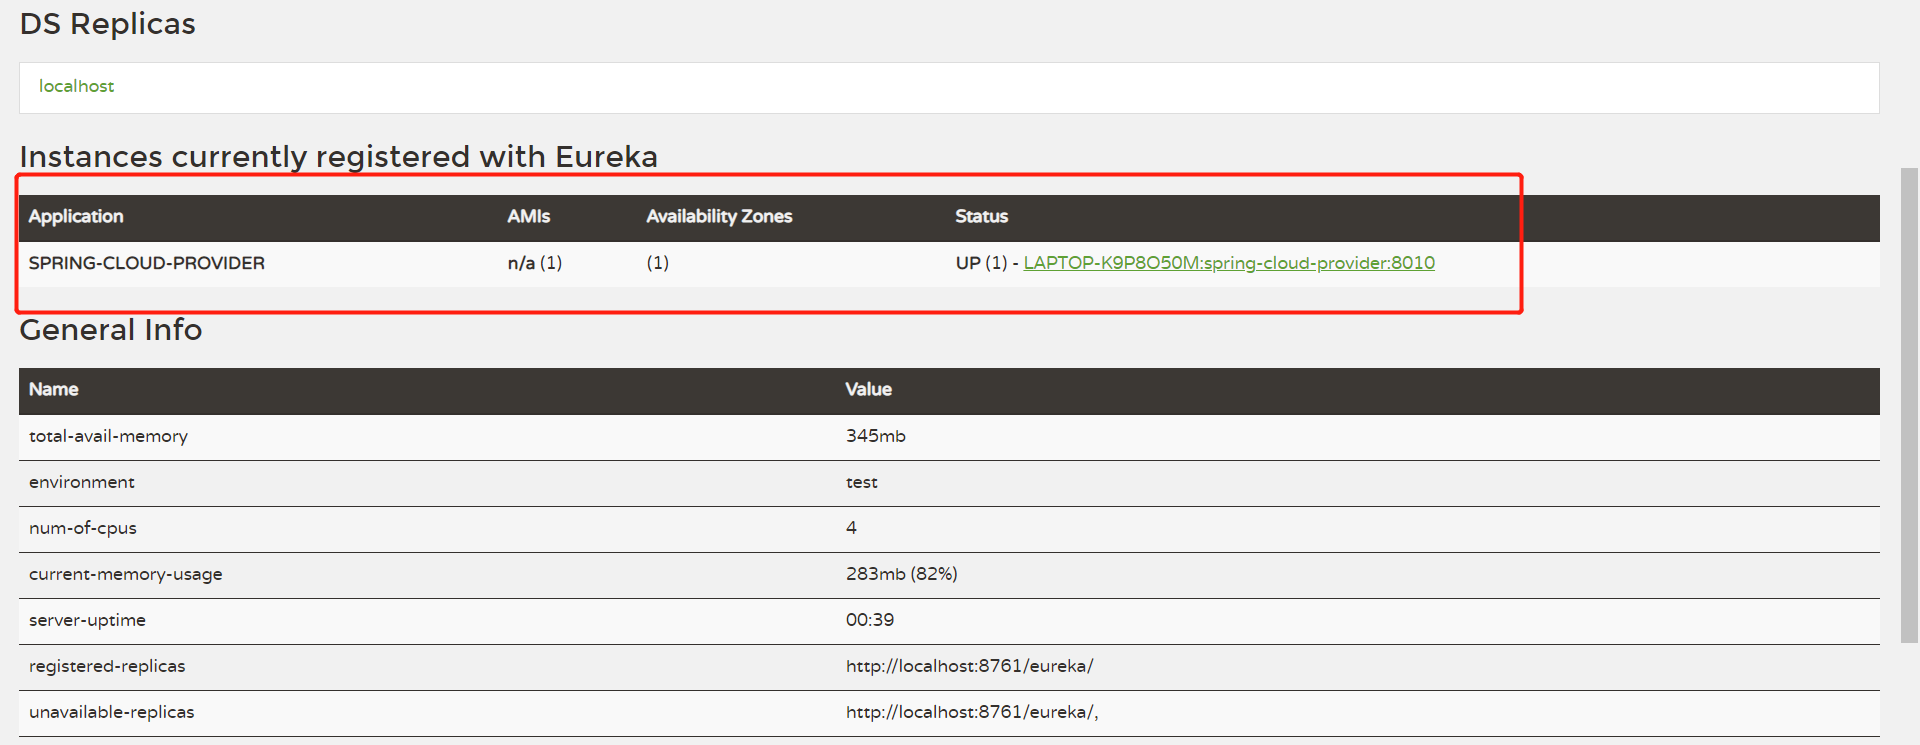 DS Replicas
localhost
Instances currently registered with Eureka
Application AMIs Availability Zones Status
SPRING-CLOUD-PROVIDER n/a (1) (1) UP (1) - LAPTOP-K9P8O50M:spring-cloud-provider:8010
General Info
Name Value
total-avail-memory 345mb
environment test
num-of-cpus 4
current-memory-usage 283mb (82%)
server-uptime 00:39
registered-replicas http://localhost:8761/eureka/
unavailable-replicas http://localhost:8761/eureka/,